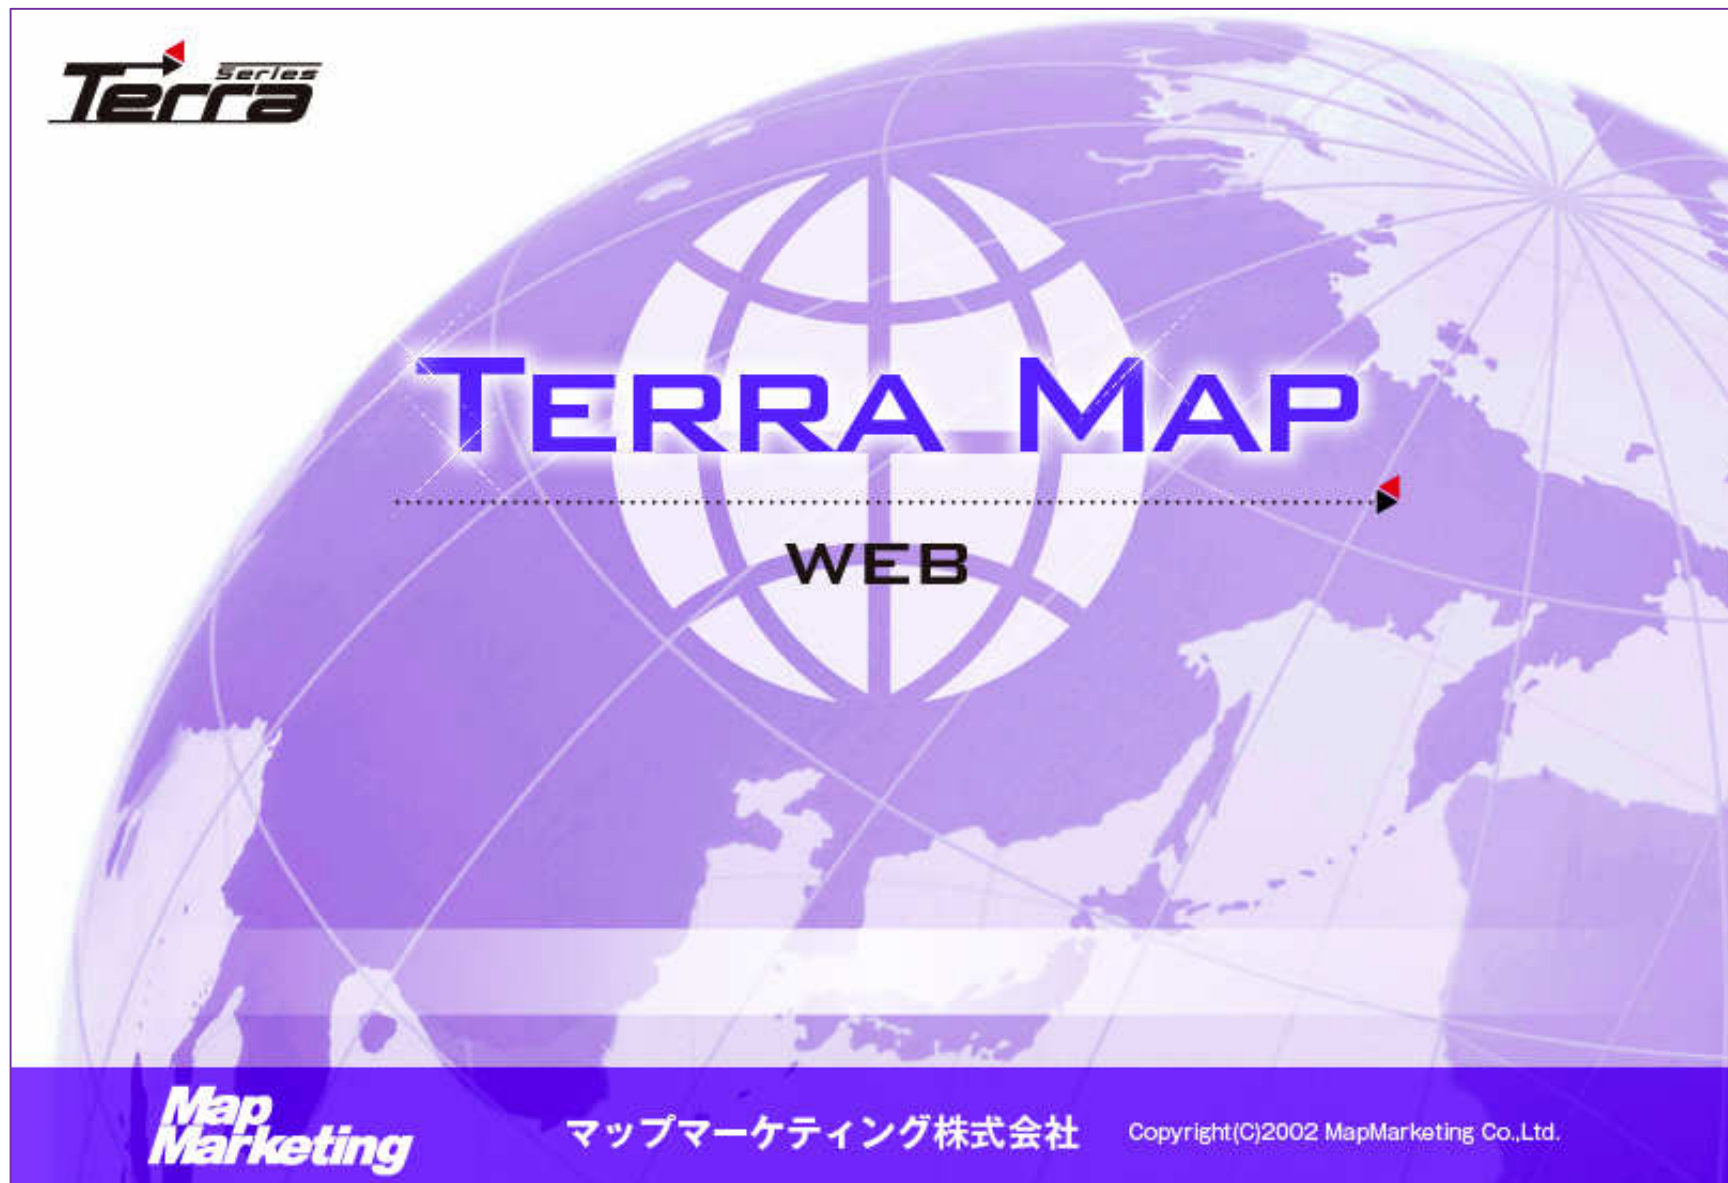 Terra Series
TERRA MAP
WEB
Map
Marketing
マップマーケティング株式会社
Copyright(C)2002 MapMarketing Co.,Ltd.